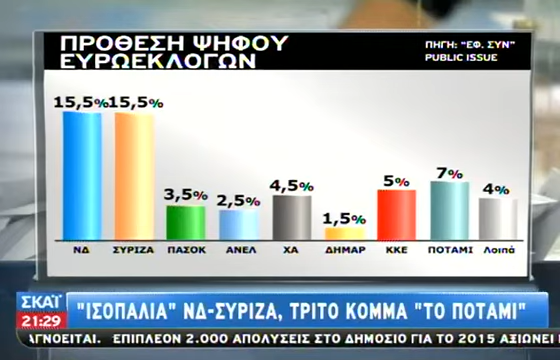 ΠΡΟΘΕΣΗ ΨΗΦΟΥ
ΕΥΡΩΕΚΛΟΓΩΝ
ΠΗΓΗ: "ΕΦ. ΣΥΝ"
PUBLIC ISSUE
15,5% 15,5% 3,5% 2,5% 4,5% 1,5% 5% 7% 4%
ΝΔ ΣΥΡΙΖΑ ΠΑΣΟΚ ΑΝΕΛ ΧΑ ΔΗΜΑΡ ΚΚΕ ΠΟΤΑΜΙ Λοιπά
ΣΚΑΪ
21:29
"ΙΣΟΠΑΛΙΑ" ΝΔ-ΣΥΡΙΖΑ, ΤΡΙΤΟ ΚΟΜΜΑ "ΤΟ ΠΟΤΑΜΙ"
ΑΓΝΟΕΙΤΑΙ. ΕΠΙΠΛΕΟΝ 2.000 ΑΠΟΛΥΣΕΙΣ ΣΤΟ ΔΗΜΟΣΙΟ ΓΙΑ ΤΟ 2015 ΑΞΙΩΝΕΙ